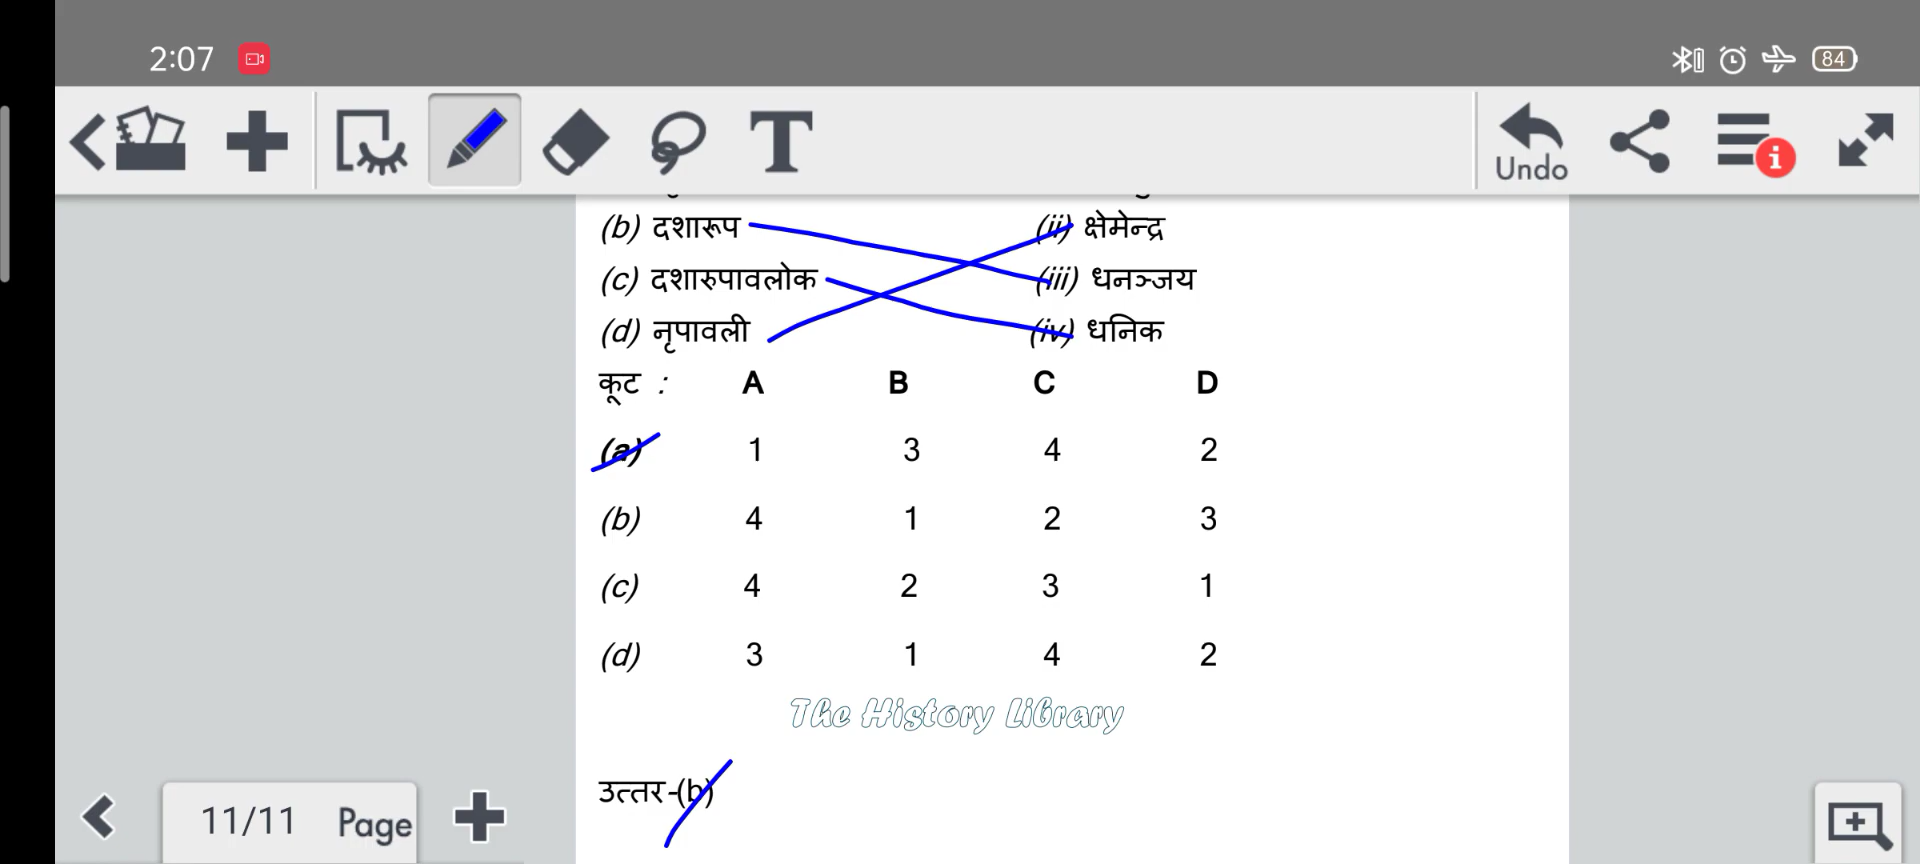 2:07 84
Undo
(b) दशारूप (ii) क्षेमेन्द्र
(c) दशारुपावलोक (iii) धनञ्जय
(d) नृपावली (iv) धनिक
कूट : A B C D
(a) 1 3 4 2
(b) 4 1 2 3
(c) 4 2 3 1
(d) 3 1 4 2
The History Library
उत्तर-(b)
11/11 Page